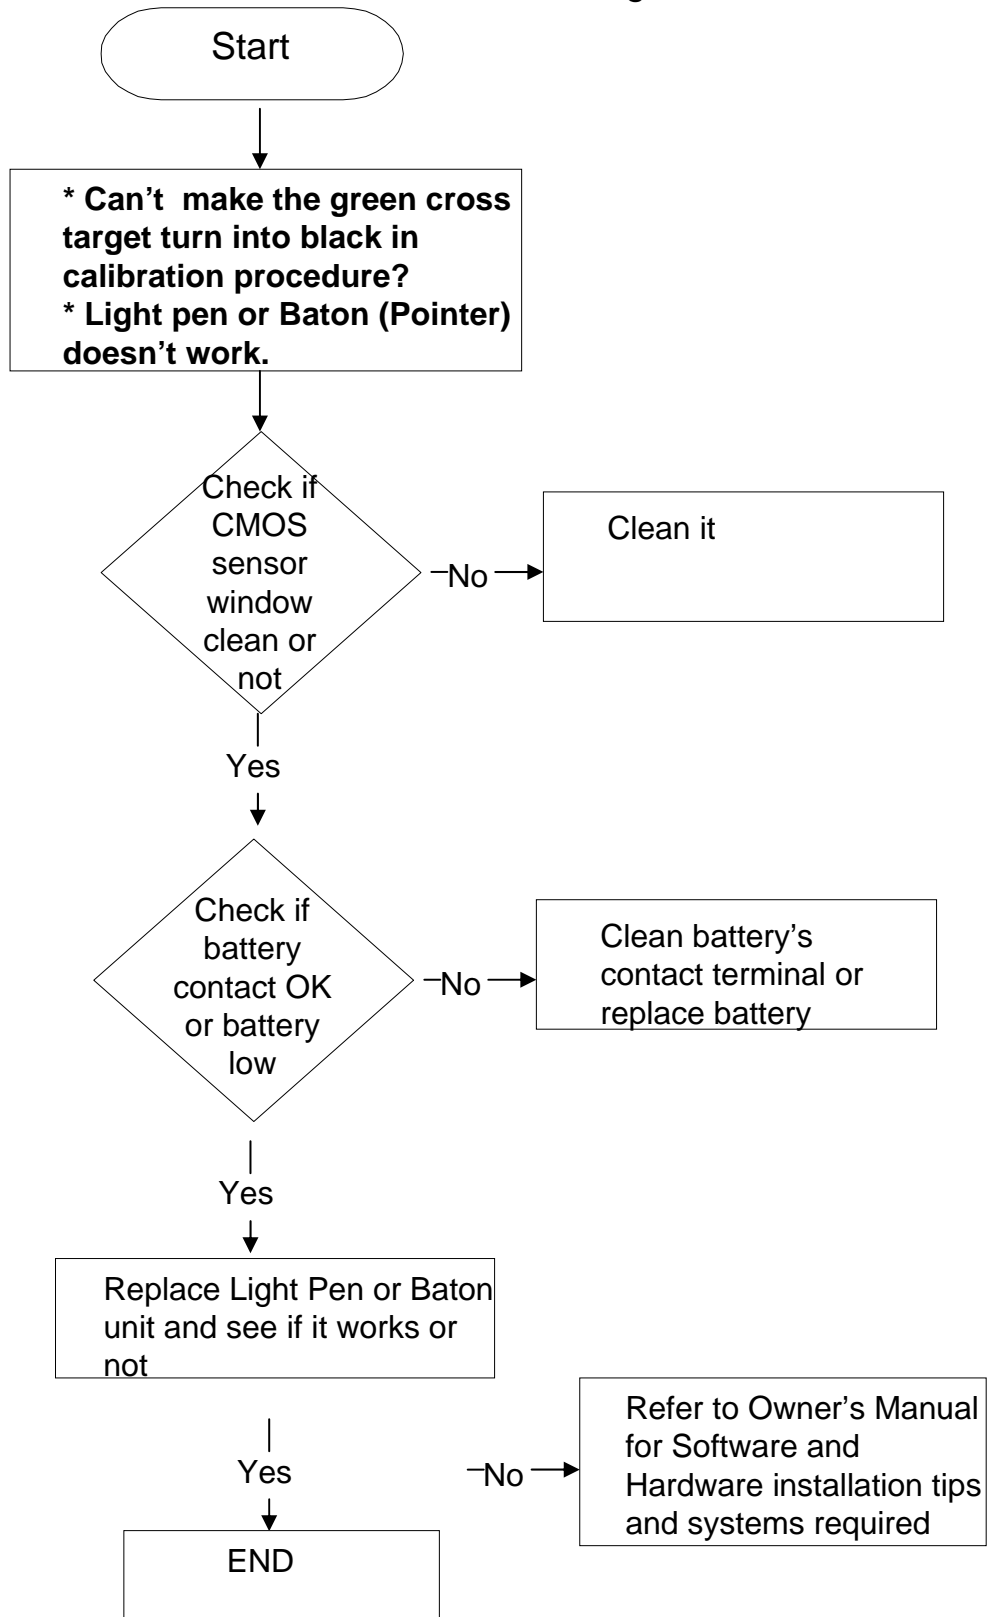 Start
* Can't make the green cross
target turn into black in
calibration procedure?
* Light pen or Baton (Pointer)
doesn't work.
Check if
CMOS
sensor
window
clean or
not
No
Clean it
Yes
Check if
battery
contact OK
or battery
low
No
Clean battery's
contact terminal or
replace battery
Yes
Replace Light Pen or Baton
unit and see if it works or
not
Yes
No
Refer to Owner's Manual
for Software and
Hardware installation tips
and systems required
END